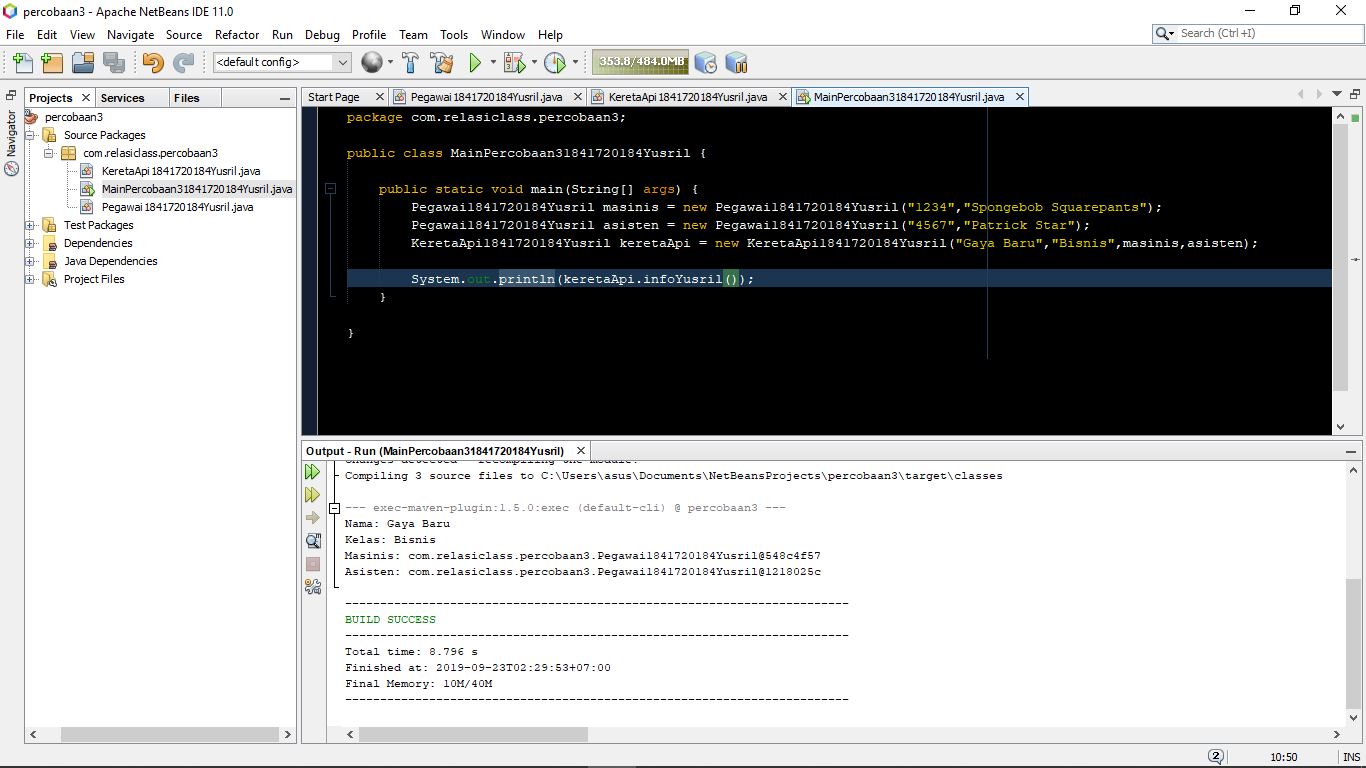 percobaan3 - Apache NetBeans IDE 11.0
File Edit View Navigate Source Refactor Run Debug Profile Team Tools Window Help
Search (Ctrl+I)
<default config>
353.8/484.0MB
Projects Services Files
Navigator
percobaan3
Source Packages
com.relasiclass.percobaan3
KeretaApi1841720184Yusril.java
MainPercobaan31841720184Yusril.java
Pegawai1841720184Yusril.java
Test Packages
Dependencies
Java Dependencies
Project Files
Start Page Pegawai1841720184Yusril.java KeretaApi1841720184Yusril.java MainPercobaan31841720184Yusril.java
package com.relasiclass.percobaan3;
public class MainPercobaan31841720184Yusril {
public static void main(String[] args) {
Pegawai1841720184Yusril masinis = new Pegawai1841720184Yusril("1234","Spongebob Squarepants");
Pegawai1841720184Yusril asisten = new Pegawai1841720184Yusril("4567","Patrick Star");
KeretaApi1841720184Yusril keretaApi = new KeretaApi1841720184Yusril("Gaya Baru","Bisnis",masinis,asisten);
System.out.println(keretaApi.infoYusril());
}
}
Output - Run (MainPercobaan31841720184Yusril)
Changes detected - recompiling the module!
Compiling 3 source files to C:\Users\asus\Documents\NetBeansProjects\percobaan3\target\classes
--- exec-maven-plugin:1.5.0:exec (default-cli) @ percobaan3 ---
Nama: Gaya Baru
Kelas: Bisnis
Masinis: com.relasiclass.percobaan3.Pegawai1841720184Yusril@548c4f57
Asisten: com.relasiclass.percobaan3.Pegawai1841720184Yusril@1218025c
------------------------------------------------------------------------
BUILD SUCCESS
------------------------------------------------------------------------
Total time: 8.796 s
Finished at: 2019-09-23T02:29:53+07:00
Final Memory: 10M/40M
------------------------------------------------------------------------
2 10:50 INS